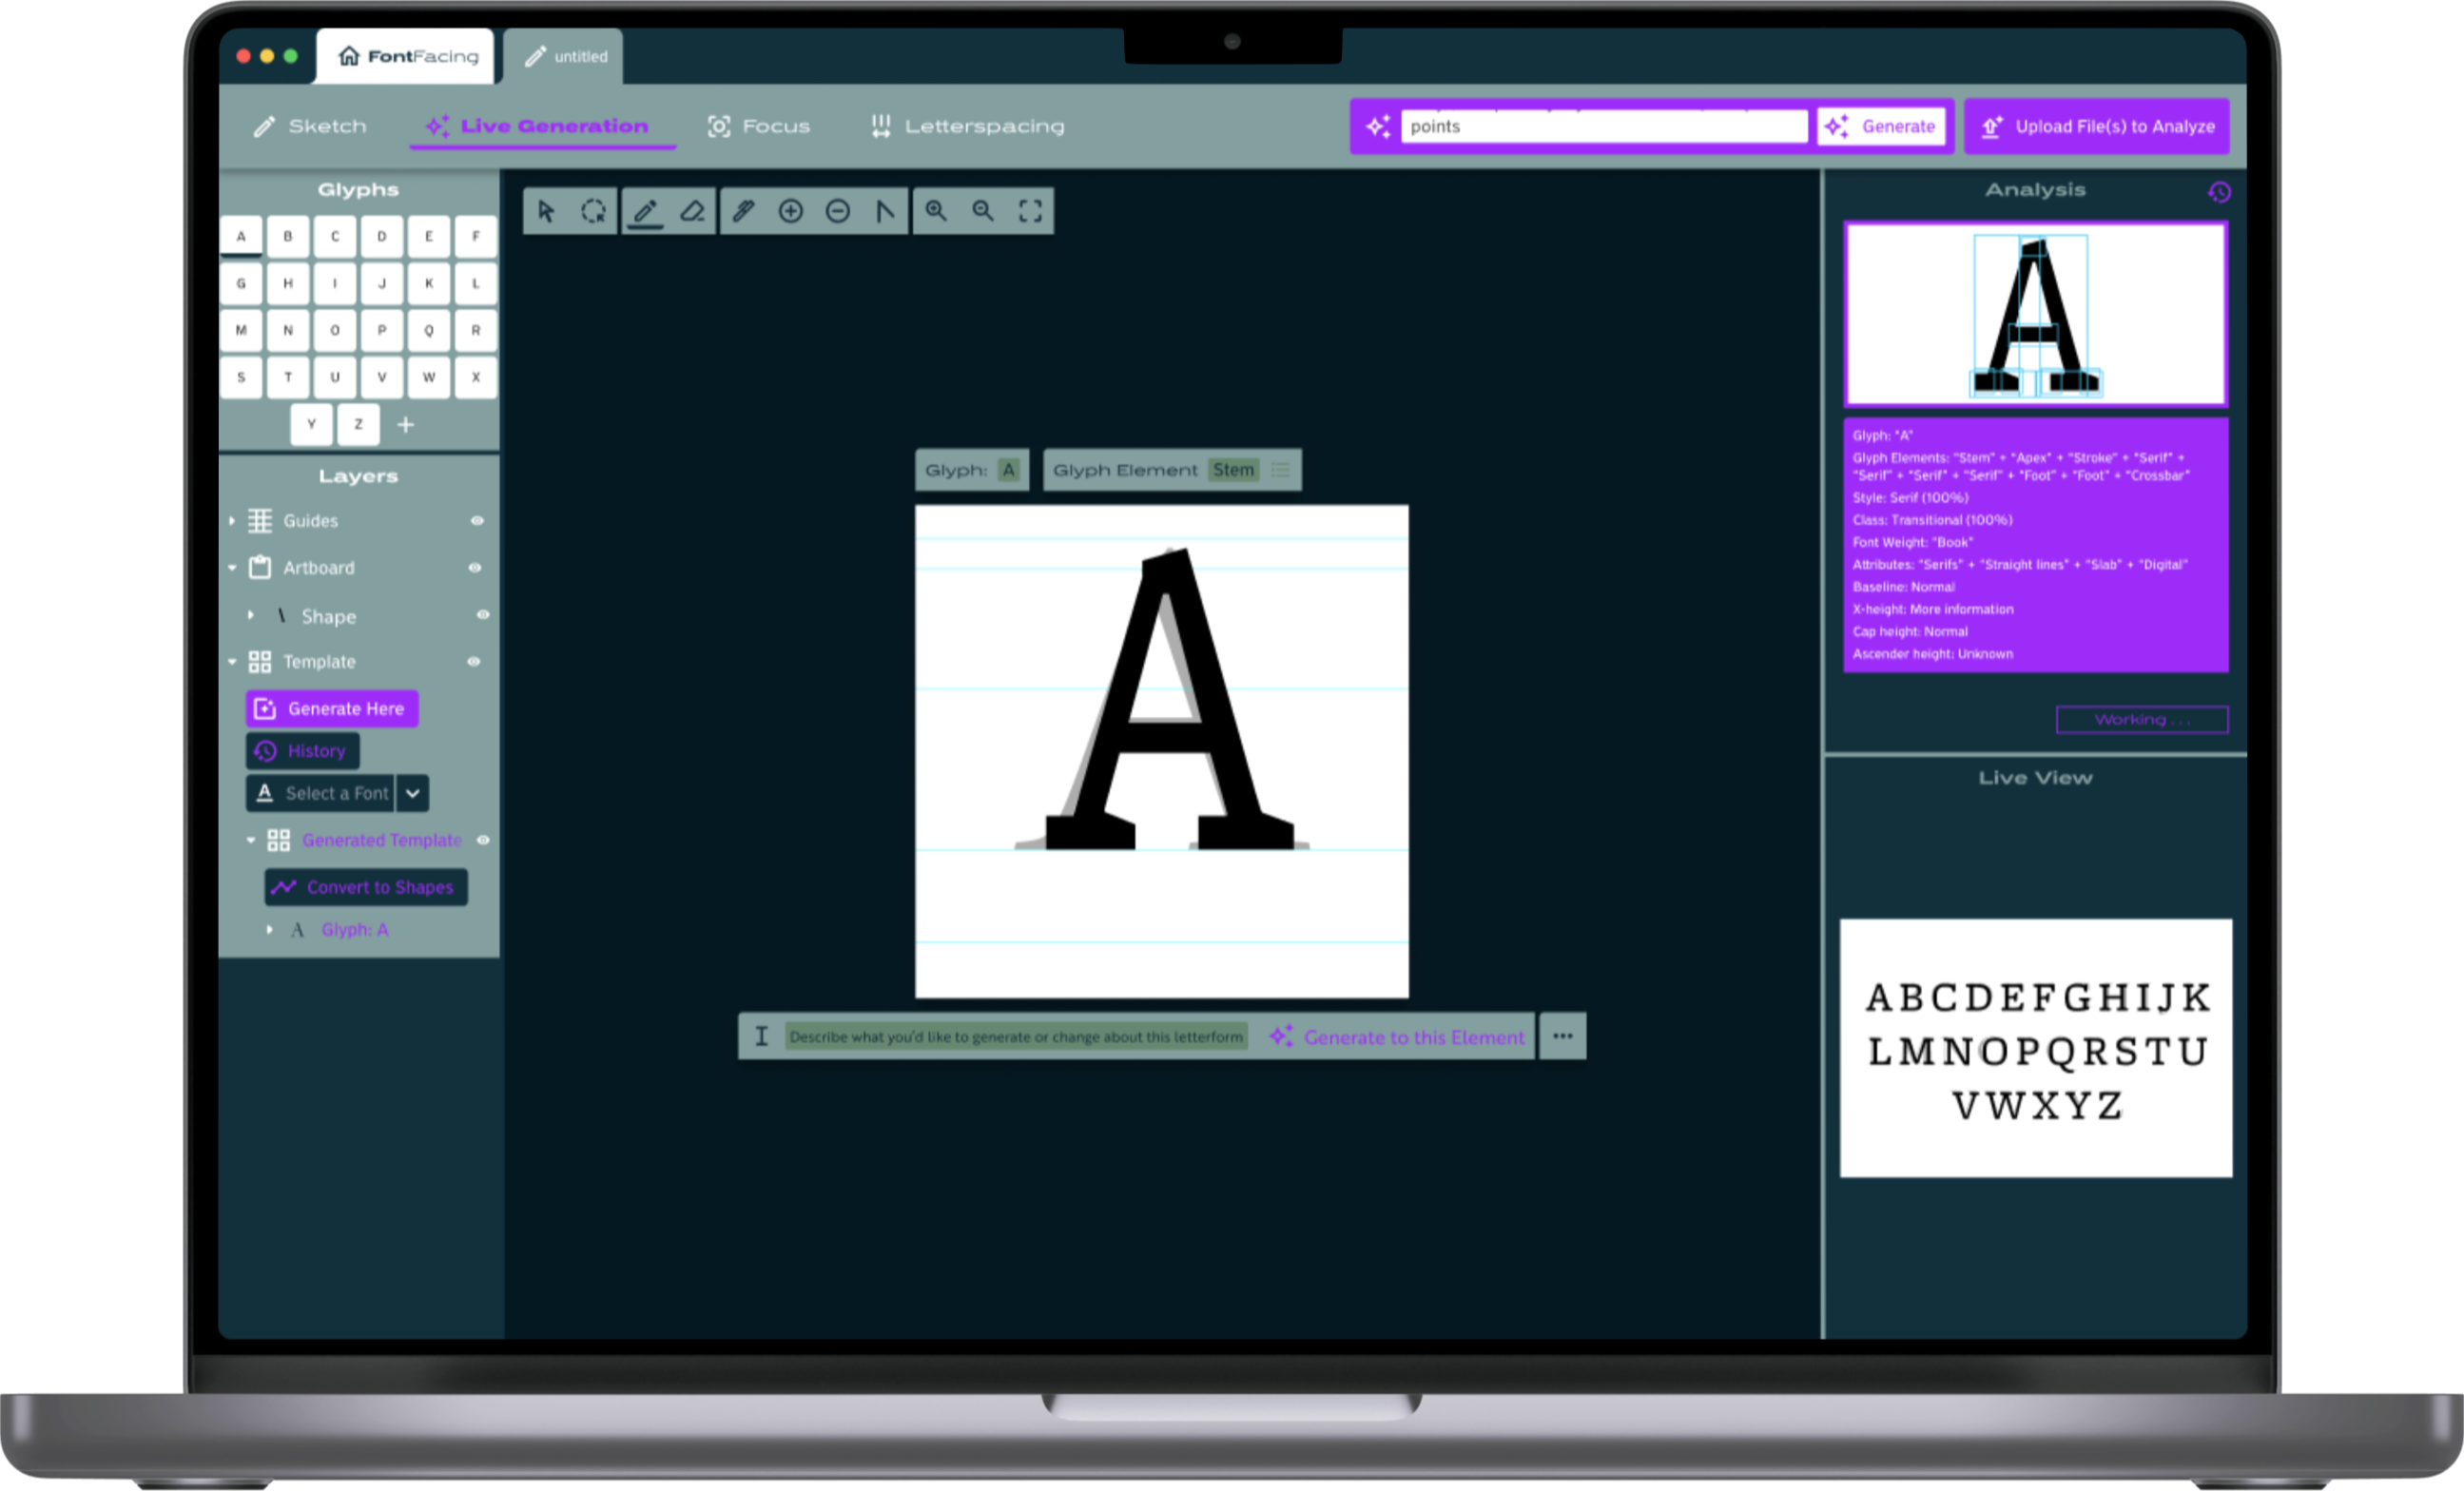 FontFacing
untitled
Sketch
Live Generation
Focus
Letterspacing
points
Generate
Upload File(s) to Analyze
Glyphs
A B C D E F
G H I J K L
M N O P Q R
S T U V W X
Y Z +
Layers
Guides
Artboard
Shape
Template
Generate Here
History
A Select a Font
Generated Template
Convert to Shapes
A Glyph: A
Glyph: A
Glyph Element Stem
A
Describe what you'd like to generate or change about this letterform
Generate to this Element
...
Analysis
A
Glyph: "A"
Glyph Elements: "Stem" + "Apex" + "Stroke" + "Serif" +
"Serif" + "Serif" + "Serif" + "Foot" + "Foot" + "Crossbar"
Style: Serif (100%)
Class: Transitional (100%)
Font Weight: "Book"
Attributes: "Serifs" + "Straight lines" + "Slab" + "Digital"
Baseline: Normal
X-height: More information
Cap height: Normal
Ascender height: Unknown
Working . . .
Live View
ABCDEFGHIJK
LMNOPQRSTU
VWXYZ